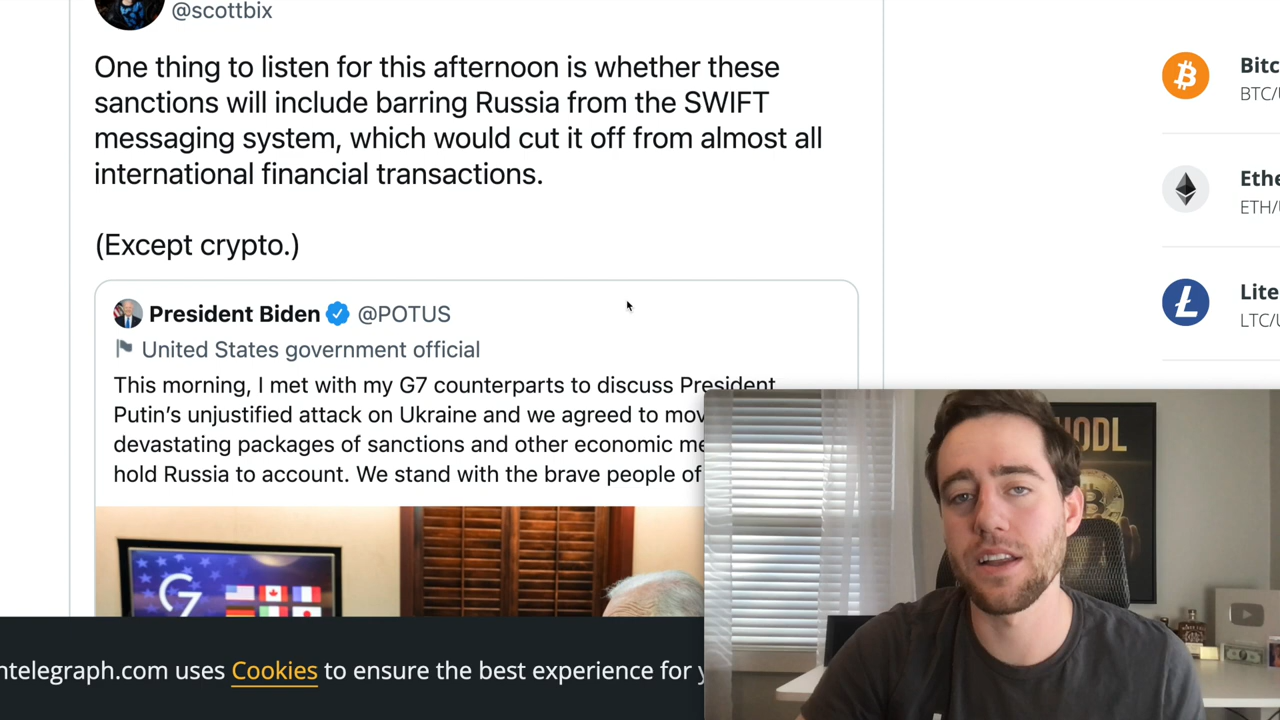 @scottbix
One thing to listen for this afternoon is whether these
sanctions will include barring Russia from the SWIFT
messaging system, which would cut it off from almost all
international financial transactions.
(Except crypto.)
President Biden @POTUS
United States government official
This morning, I met with my G7 counterparts to discuss President
Putin's unjustified attack on Ukraine and we agreed to mov
devastating packages of sanctions and other economic me
hold Russia to account. We stand with the brave people of
G7
ntelegraph.com uses Cookies to ensure the best experience for y
Bitc
BTC/U
Ethe
ETH/U
Lite
LTC/U
HODL